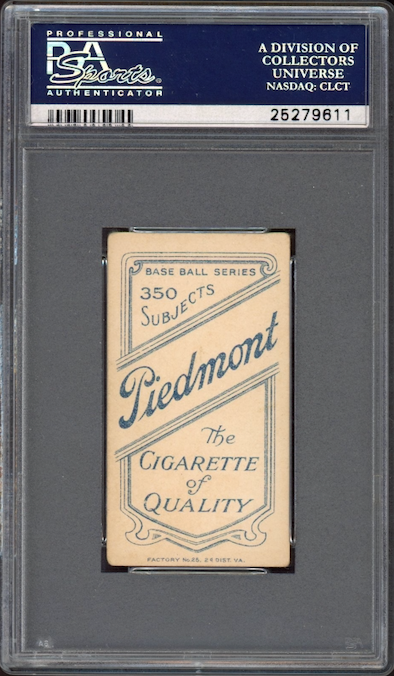 PROFESSIONAL
PSA
Sports
AUTHENTICATOR
A DIVISION OF
COLLECTORS
UNIVERSE
NASDAQ: CLCT
25279611
BASE BALL SERIES
350
SUBJECTS
Piedmont
The
CIGARETTE
of
QUALITY
FACTORY No. 25, 2D DIST. VA.